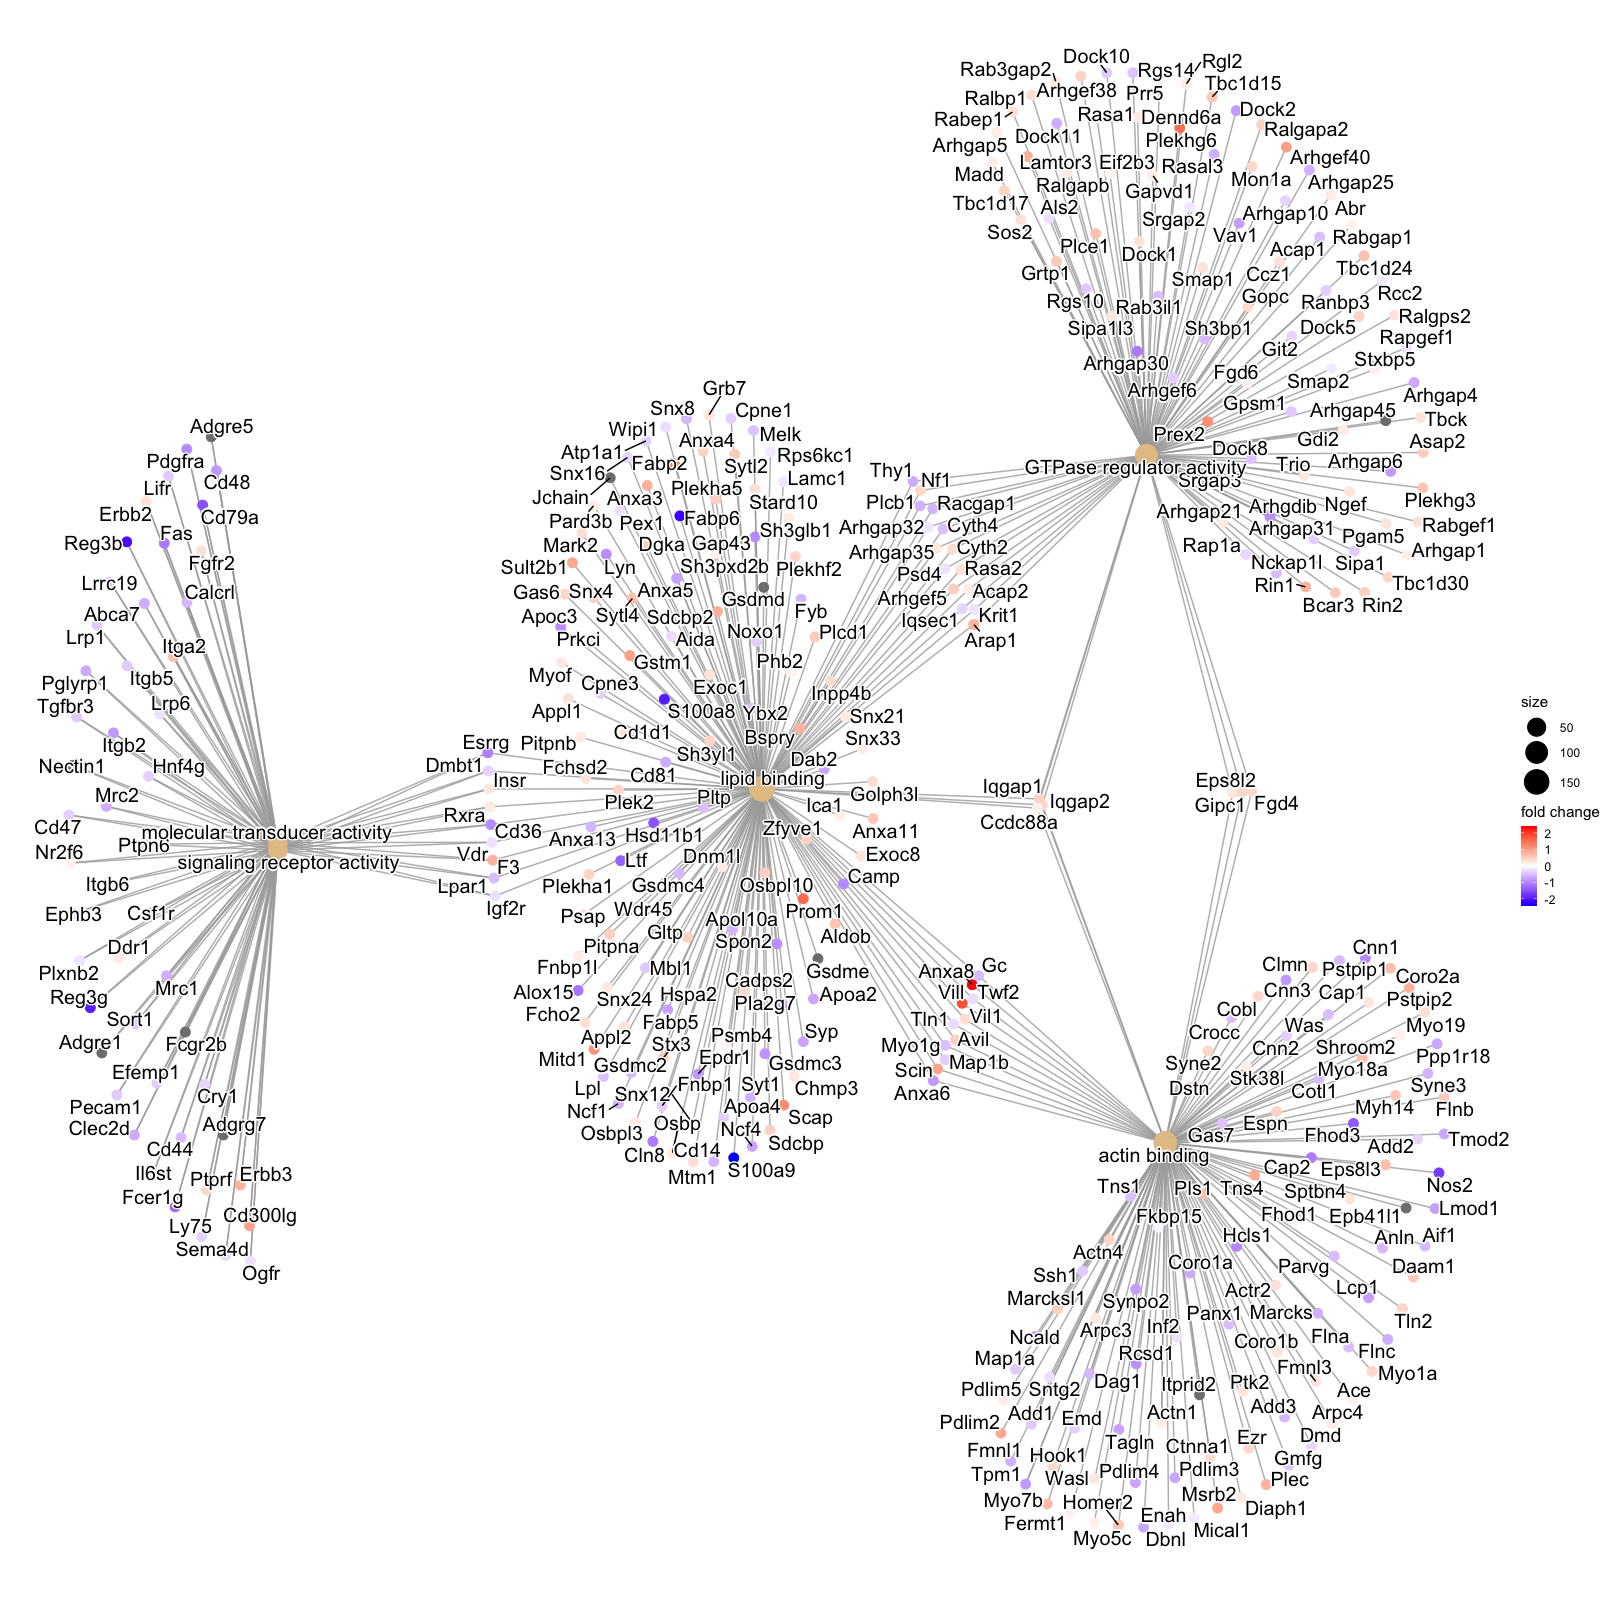 Dock10
Rab3gap2
Rgs14
Rgl2
Arhgef38
Prr5
Tbc1d15
Ralbp1
Rabep1
Rasa1
Dennd6a
Dock2
Dock11
Plekhg6
Ralgapa2
Arhgap5
Lamtor3
Eif2b3
Rasal3
Arhgef40
Madd
Ralgapb
Gapvd1
Mon1a
Arhgap25
Tbc1d17
Als2
Srgap2
Arhgap10
Abr
Sos2
Plce1
Dock1
Vav1
Acap1
Rabgap1
Grtp1
Smap1
Ccz1
Tbc1d24
Rgs10
Rab3il1
Gopc
Ranbp3
Rcc2
Sipa1l3
Sh3bp1
Dock5
Ralgps2
Arhgap30
Git2
Rapgef1
Arhgef6
Fgd6
Smap2
Stxbp5
Gpsm1
Arhgap45
Arhgap4
Tbck
Prex2
Dock8
Gdi2
Asap2
GTPase regulator activity
Trio
Arhgap6
Srgap3
Plekhg3
Arhgap21
Arhgdib
Ngef
Rabgef1
Arhgap31
Pgam5
Rap1a
Nckap1l
Sipa1
Arhgap1
Rin1
Bcar3
Rin2
Tbc1d30
Thy1
Nf1
Plcb1
Racgap1
Arhgap32
Cyth4
Arhgap35
Cyth2
Psd4
Rasa2
Arhgef5
Acap2
Iqsec1
Krit1
Arap1
Grb7
Snx8
Cpne1
Wipi1
Anxa4
Melk
Atp1a1
Fabp2
Sytl2
Rps6kc1
Snx16
Plekha5
Lamc1
Jchain
Anxa3
Stard10
Pard3b
Pex1
Fabp6
Sh3glb1
Mark2
Dgka
Gap43
Sult2b1
Lyn
Sh3pxd2b
Plekhf2
Gas6
Snx4
Anxa5
Gsdmd
Apoc3
Sytl4
Sdcbp2
Fyb
Prkci
Aida
Noxo1
Plcd1
Myof
Gstm1
Phb2
Cpne3
Exoc1
Inpp4b
Appl1
S100a8
Ybx2
Snx21
Cd1d1
Bspry
Snx33
Pitpnb
Sh3yl1
Dab2
Fchsd2
Cd81
lipid binding
Golph3l
Plek2
Pltp
Ica1
Anxa13
Hsd11b1
Zfyve1
Anxa11
Ltf
Dnm1l
Exoc8
Plekha1
Gsdmc4
Osbpl10
Camp
Psap
Wdr45
Apol10a
Prom1
Pitpna
Gltp
Spon2
Aldob
Fnbp1l
Mbl1
Cadps2
Gsdme
Alox15
Snx24
Hspa2
Pla2g7
Apoa2
Fcho2
Fabp5
Appl2
Stx3
Psmb4
Syp
Mitd1
Gsdmc2
Epdr1
Gsdmc3
Lpl
Snx12
Fnbp1
Syt1
Chmp3
Ncf1
Osbp
Apoa4
Scap
Osbpl3
Ncf4
Sdcbp
Cln8
Cd14
Mtm1
S100a9
Esrrg
Dmbt1
Insr
Rxra
Cd36
Vdr
F3
Lpar1
Igf2r
Adgre5
Pdgfra
Cd48
Lifr
Erbb2
Cd79a
Reg3b
Fas
Fgfr2
Lrrc19
Calcrl
Abca7
Lrp1
Itga2
Pglyrp1
Itgb5
Tgfbr3
Lrp6
Itgb2
Nectin1
Hnf4g
Mrc2
Cd47
molecular transducer activity
Nr2f6
Ptpn6
signaling receptor activity
Itgb6
Ephb3
Csf1r
Ddr1
Plxnb2
Mrc1
Reg3g
Sort1
Adgre1
Fcgr2b
Efemp1
Pecam1
Cry1
Clec2d
Adgrg7
Cd44
Il6st
Ptprf
Erbb3
Fcer1g
Ly75
Cd300lg
Sema4d
Ogfr
Iqgap1
Iqgap2
Ccdc88a
Eps8l2
Gipc1
Fgd4
Anxa8
Gc
Vill
Twf2
Tln1
Vil1
Myo1g
Avil
Scin
Map1b
Anxa6
Cnn1
Clmn
Pstpip1
Coro2a
Cnn3
Cap1
Pstpip2
Cobl
Was
Myo19
Crocc
Cnn2
Shroom2
Ppp1r18
Syne2
Myo18a
Stk38l
Dstn
Cotl1
Syne3
Myh14
Flnb
Espn
Gas7
Fhod3
Add2
Tmod2
actin binding
Cap2
Eps8l3
Tns1
Pls1
Tns4
Sptbn4
Nos2
Fkbp15
Fhod1
Epb41l1
Lmod1
Actn4
Hcls1
Anln
Aif1
Ssh1
Coro1a
Parvg
Daam1
Marcksl1
Synpo2
Actr2
Lcp1
Ncald
Arpc3
Inf2
Panx1
Marcks
Tln2
Map1a
Rcsd1
Coro1b
Flna
Flnc
Pdlim5
Sntg2
Dag1
Itprid2
Ptk2
Fmnl3
Myo1a
Pdlim2
Add1
Emd
Actn1
Add3
Ace
Arpc4
Fmnl1
Hook1
Tagln
Ctnna1
Ezr
Dmd
Tpm1
Wasl
Pdlim4
Pdlim3
Gmfg
Myo7b
Homer2
Msrb2
Plec
Fermt1
Enah
Diaph1
Myo5c
Dbnl
Mical1
size
50
100
150
fold change
2
1
0
-1
-2